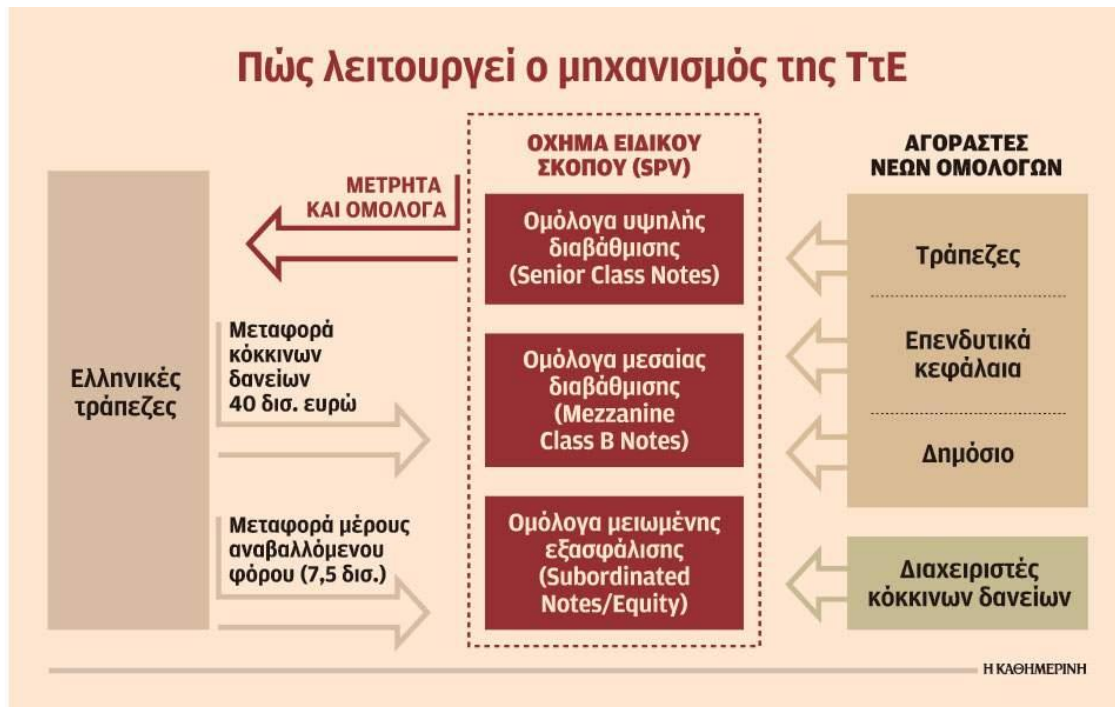 Πώς λειτουργεί ο μηχανισμός της ΤτΕ
Ελληνικές
τράπεζες
ΜΕΤΡΗΤΑ
ΚΑΙ ΟΜΟΛΟΓΑ
Μεταφορά
κόκκινων
δανείων
40 δισ. ευρώ
Μεταφορά μέρους
αναβαλλόμενου
φόρου (7,5 δισ.)
ΟΧΗΜΑ ΕΙΔΙΚΟΥ
ΣΚΟΠΟΥ (SPV)
Ομόλογα υψηλής
διαβάθμισης
(Senior Class Notes)
Ομόλογα μεσαίας
διαβάθμισης
(Mezzanine
Class B Notes)
Ομόλογα μειωμένης
εξασφάλισης
(Subordinated
Notes/Equity)
ΑΓΟΡΑΣΤΕΣ
ΝΕΩΝ ΟΜΟΛΟΓΩΝ
Τράπεζες
Επενδυτικά
κεφάλαια
Δημόσιο
Διαχειριστές
κόκκινων δανείων
Η ΚΑΘΗΜΕΡΙΝΗ